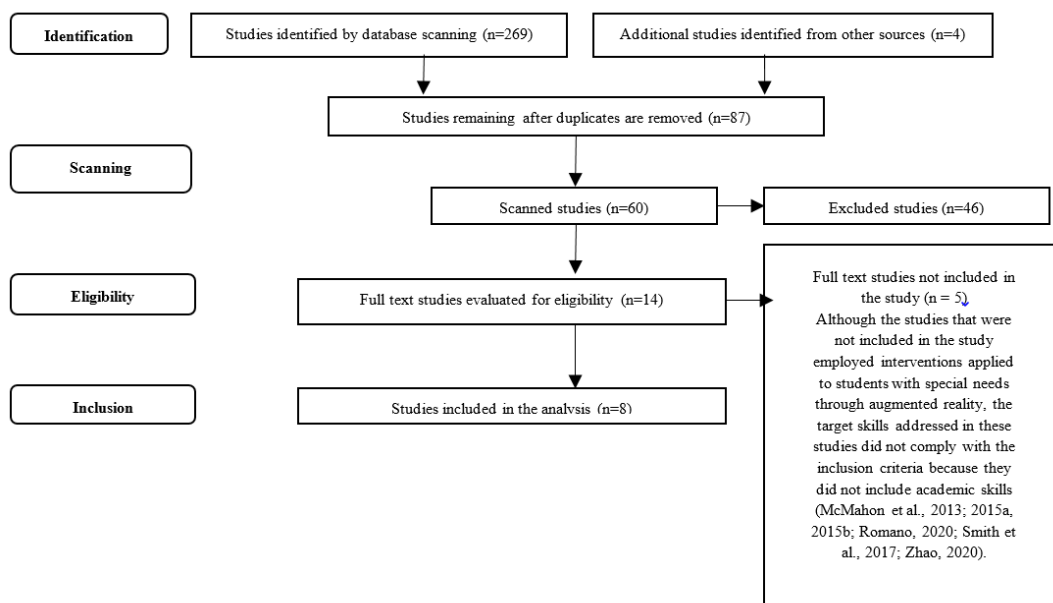 Identification
Studies identified by database scanning (n=269)
Additional studies identified from other sources (n=4)
Studies remaining after duplicates are removed (n=87)
Scanning
Scanned studies (n=60)
Excluded studies (n=46)
Eligibility
Full text studies evaluated for eligibility (n=14)
Full text studies not included in
the study (n = 5)
Although the studies that were
not included in the study
employed interventions applied
to students with special needs
through augmented reality, the
target skills addressed in these
studies did not comply with the
inclusion criteria because they
did not include academic skills
(McMahon et al., 2013; 2015a,
2015b; Romano, 2020; Smith et
al., 2017; Zhao, 2020).
Inclusion
Studies included in the analysis (n=8)